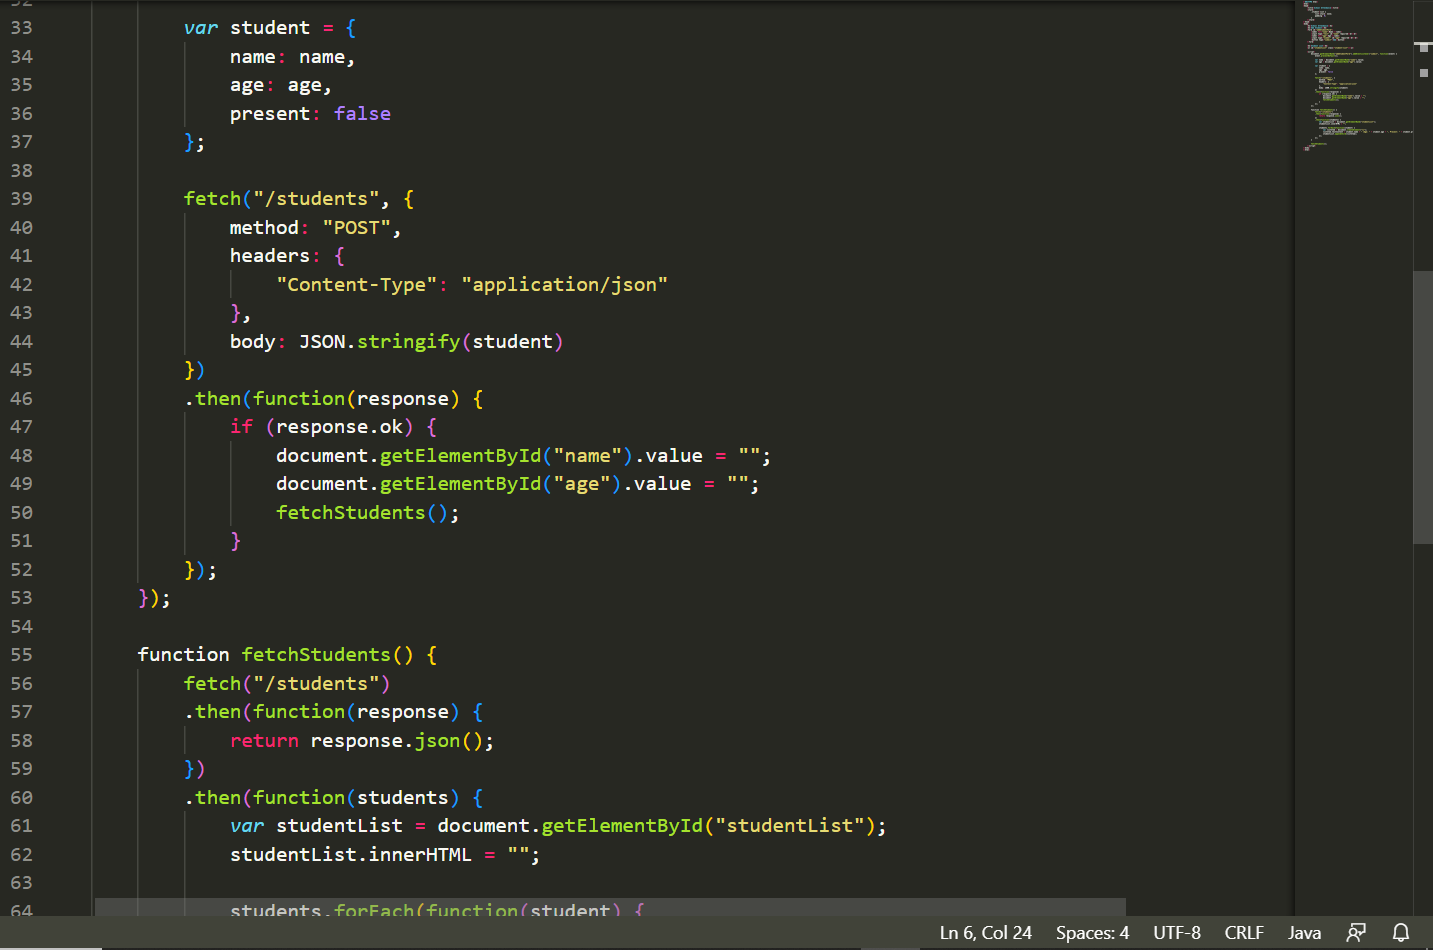 33 var student = {
34 name: name,
35 age: age,
36 present: false
37 };
38
39 fetch("/students", {
40 method: "POST",
41 headers: {
42 "Content-Type": "application/json"
43 },
44 body: JSON.stringify(student)
45 })
46 .then(function(response) {
47 if (response.ok) {
48 document.getElementById("name").value = "";
49 document.getElementById("age").value = "";
50 fetchStudents();
51 }
52 });
53 });
54
55 function fetchStudents() {
56 fetch("/students")
57 .then(function(response) {
58 return response.json();
59 })
60 .then(function(students) {
61 var studentList = document.getElementById("studentList");
62 studentList.innerHTML = "";
63
64 students.forEach(function(student) {
Ln 6, Col 24 Spaces: 4 UTF-8 CRLF Java